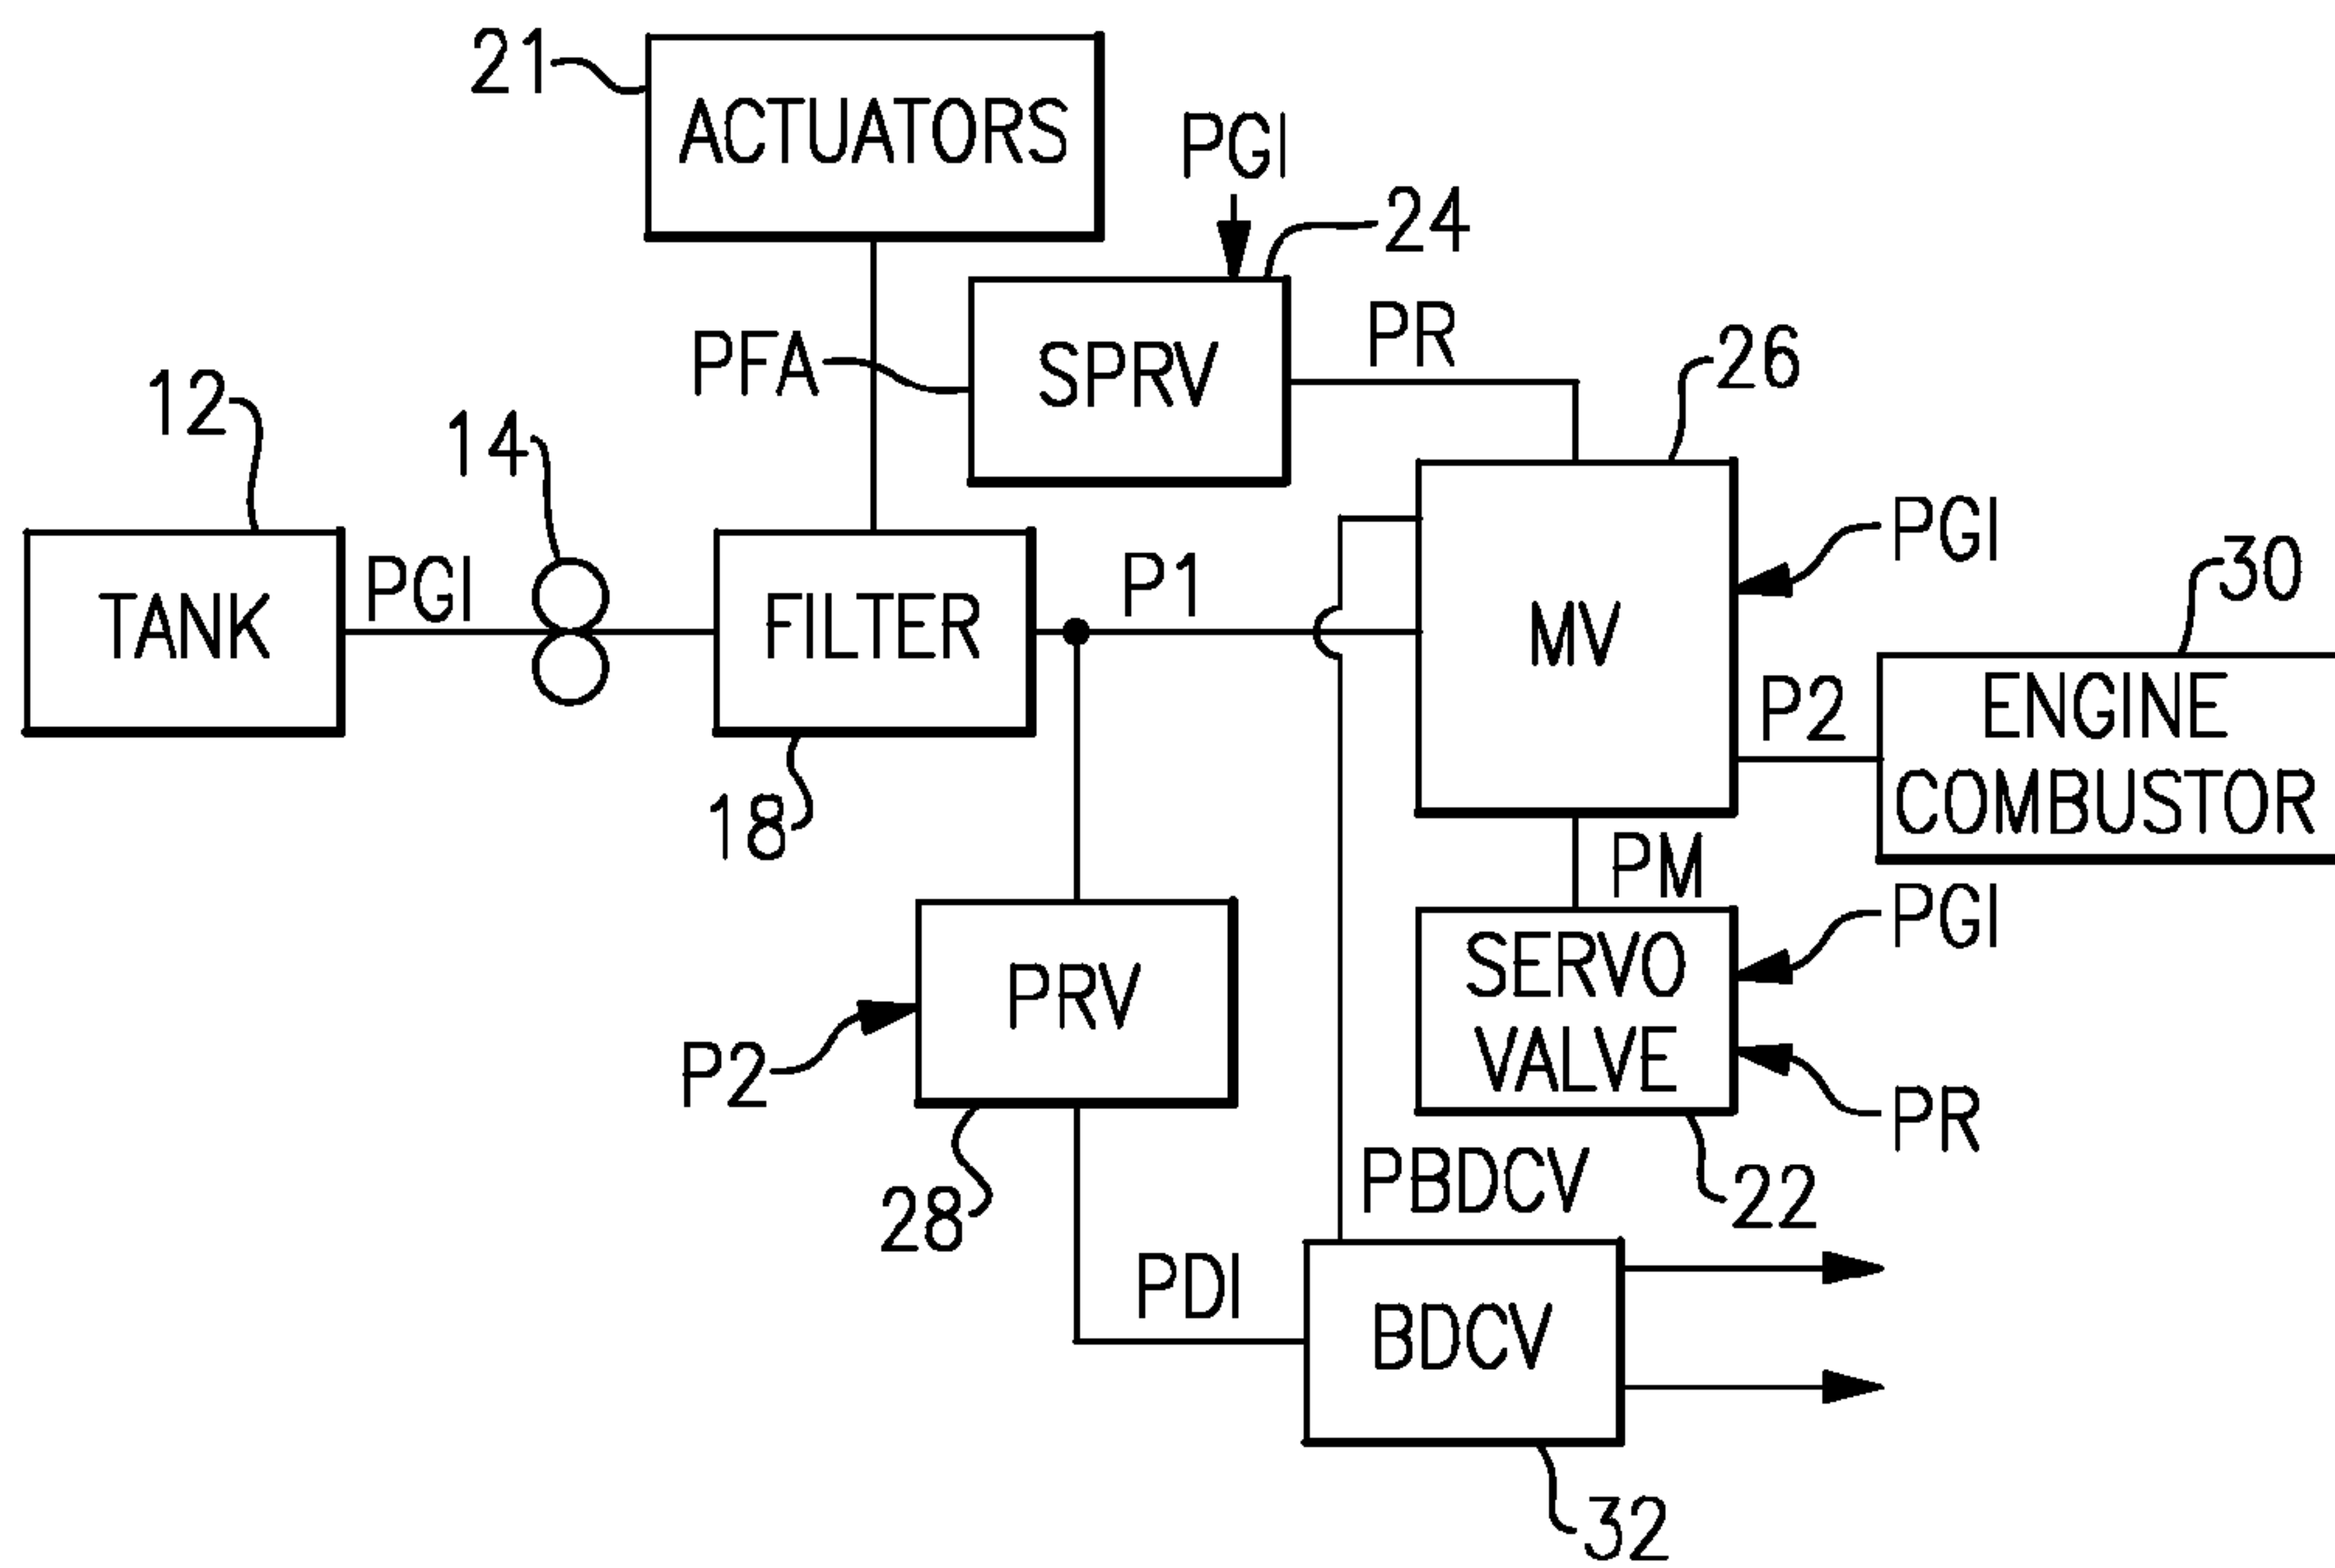 21
ACTUATORS
PGI
24
PFA
SPRV
PR
26
12
14
TANK
PGI
FILTER
P1
MV
PGI
30
18
P2
ENGINE
COMBUSTOR
PM
PRV
P2
28
SERVO
VALVE
PGI
PR
22
PBDCV
PDI
BDCV
32